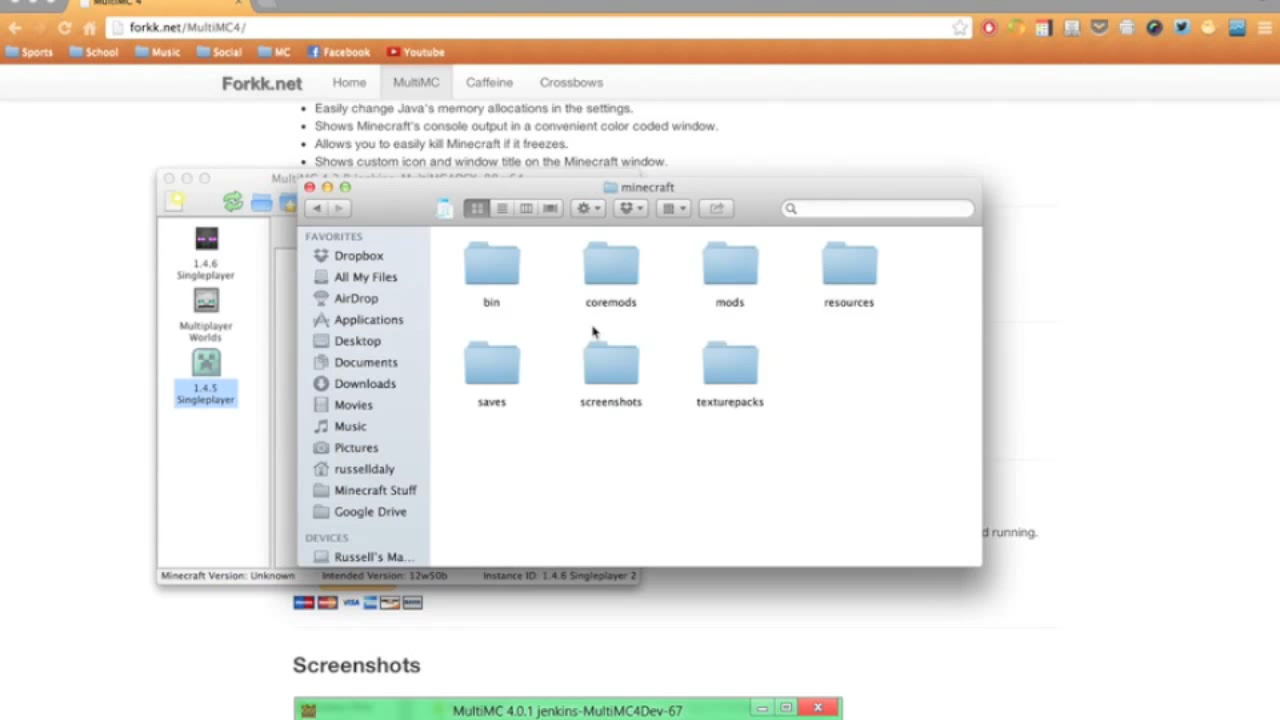 MultiMC 4
forkk.net/MultiMC4/
Sports School Music Social MC Facebook Youtube
Forkk.net Home MultiMC Caffeine Crossbows
Easily change Java's memory allocations in the settings.
Shows Minecraft's console output in a convenient color coded window.
Allows you to easily kill Minecraft if it freezes.
Shows custom icon and window title on the Minecraft window.
minecraft
1.4.6
Singleplayer
Multiplayer
Worlds
1.4.5
Singleplayer
FAVORITES
Dropbox
All My Files
AirDrop
Applications
Desktop
Documents
Downloads
Movies
Music
Pictures
russelldaly
Minecraft Stuff
Google Drive
DEVICES
Russell's Ma...
bin coremods mods resources
saves screenshots texturepacks
d running.
Minecraft Version: Unknown Intended Version: 12w50b Instance ID: 1.4.6 Singleplayer 2
VISA
Screenshots
MultiMC 4.0.1 jenkins-MultiMC4Dev-67